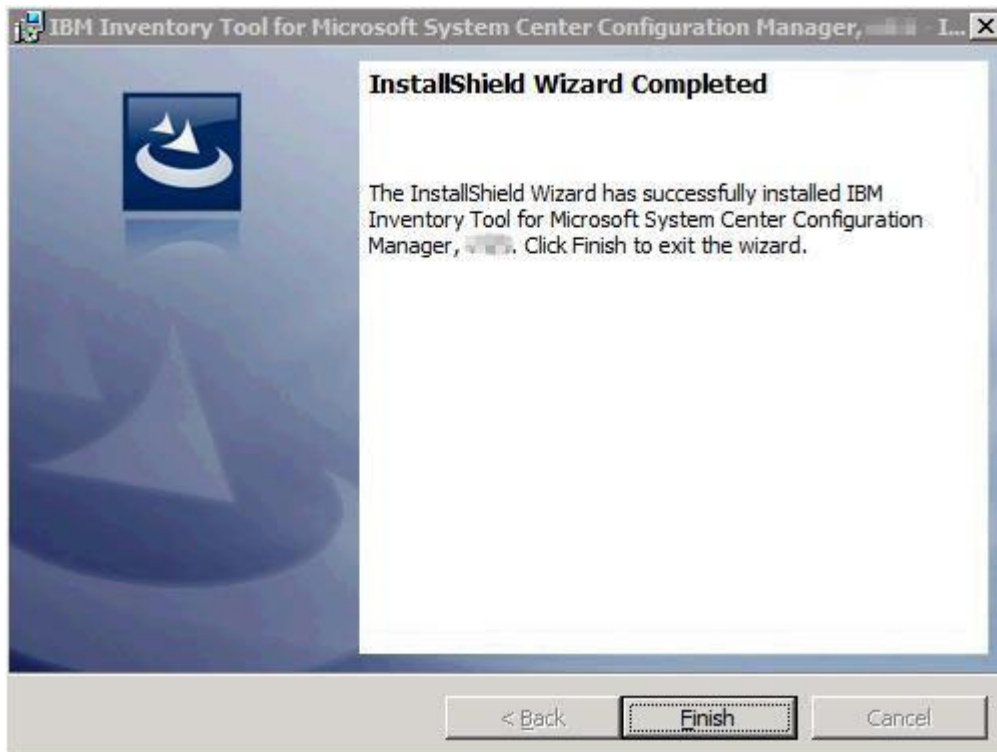 IBM Inventory Tool for Microsoft System Center Configuration Manager, - I...
InstallShield Wizard Completed
The InstallShield Wizard has successfully installed IBM
Inventory Tool for Microsoft System Center Configuration
Manager, . Click Finish to exit the wizard.
< Back
Finish
Cancel